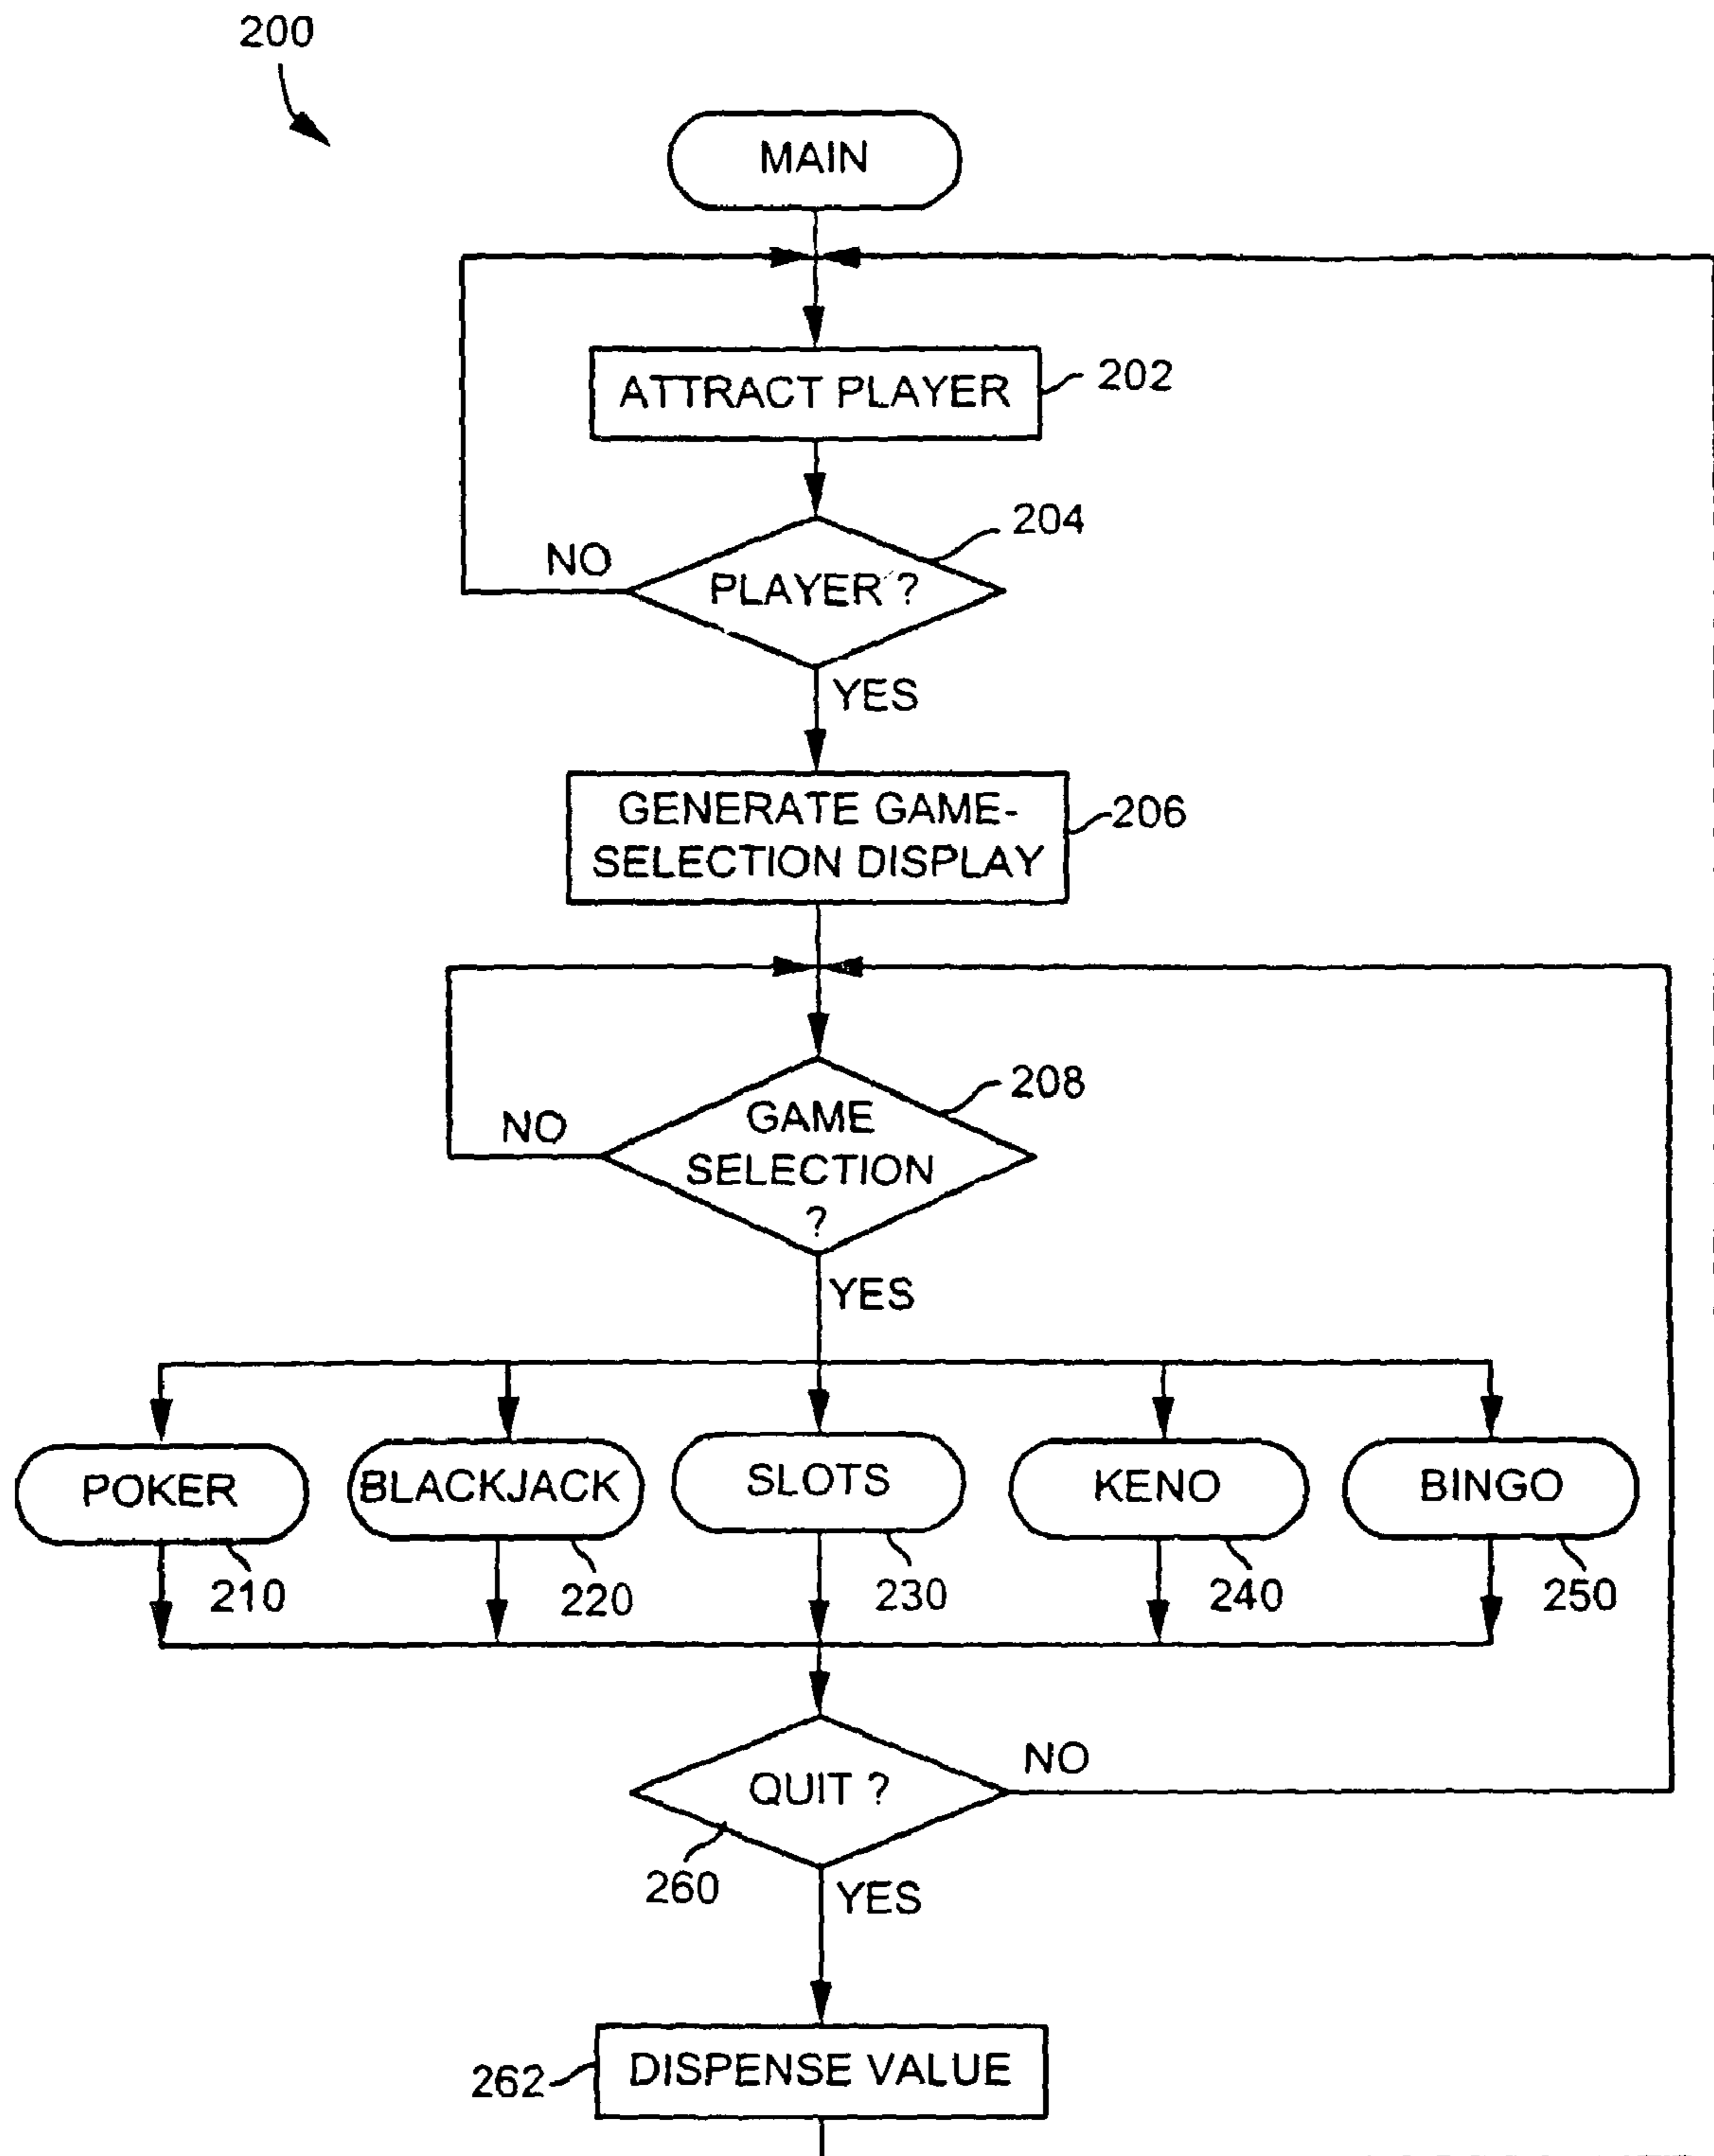 200
MAIN
ATTRACT PLAYER
202
204
NO
PLAYER ?
YES
GENERATE GAME-
SELECTION DISPLAY
206
208
NO
GAME
SELECTION
?
YES
POKER
BLACKJACK
SLOTS
KENO
BINGO
210
220
230
240
250
QUIT ?
NO
260
YES
262
DISPENSE VALUE